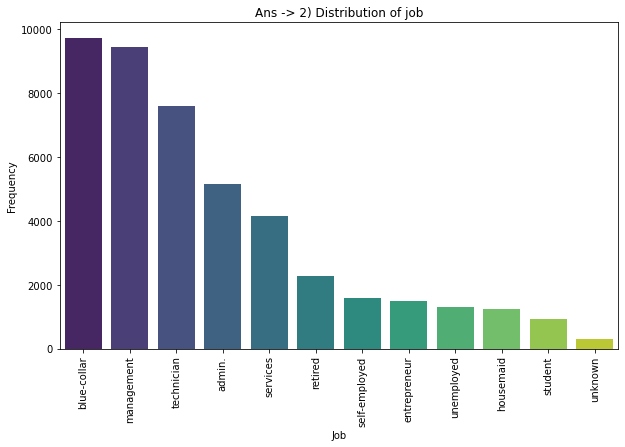 Ans -> 2) Distribution of job
10000
8000
6000
4000
2000
0
Frequency
blue-collar
management
technician
admin.
services
retired
self-employed
entrepreneur
unemployed
housemaid
student
unknown
Job